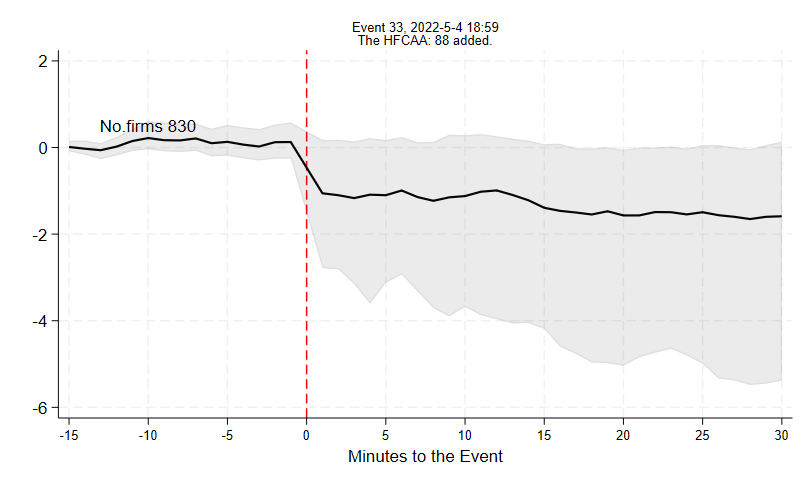 Event 33, 2022-5-4 18:59
The HFCAA: 88 added.
2
No.firms 830
0
-2
-4
-6
-15 -10 -5 0 5 10 15 20 25 30
Minutes to the Event